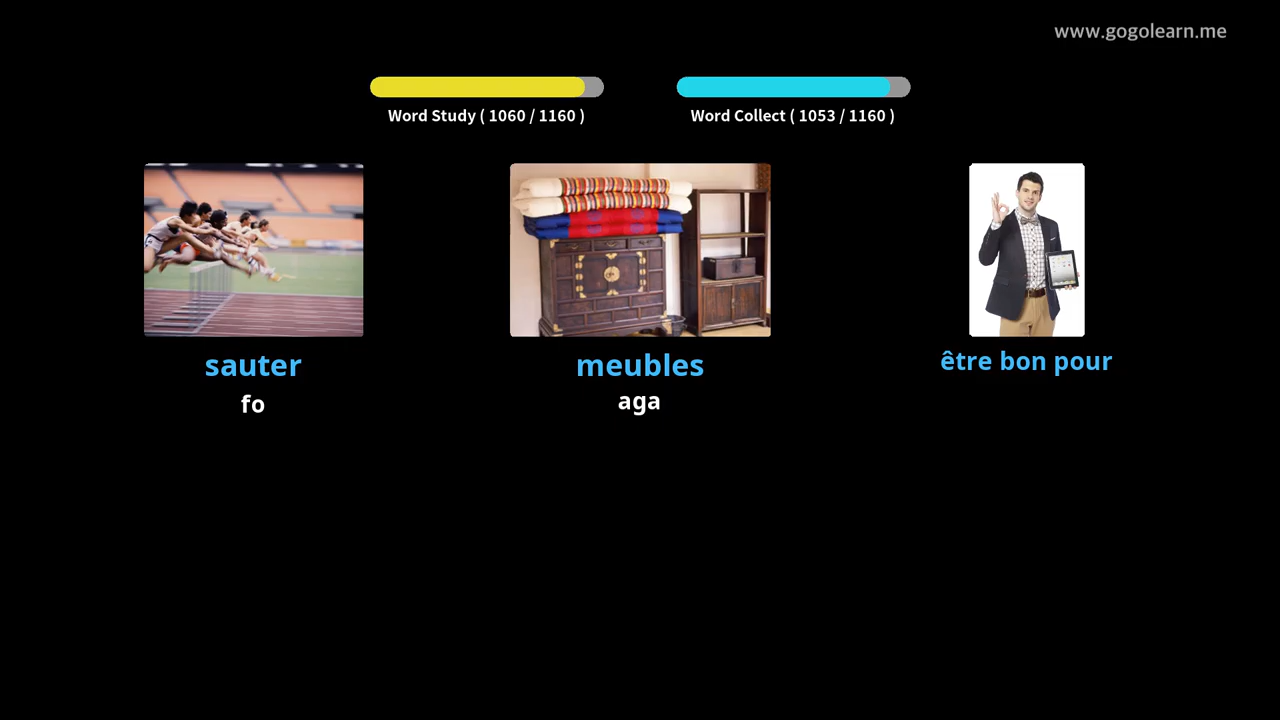 www.gogolearn.me
Word Study ( 1060 / 1160 )
Word Collect ( 1053 / 1160 )
sauter
fo
meubles
aga
être bon pour